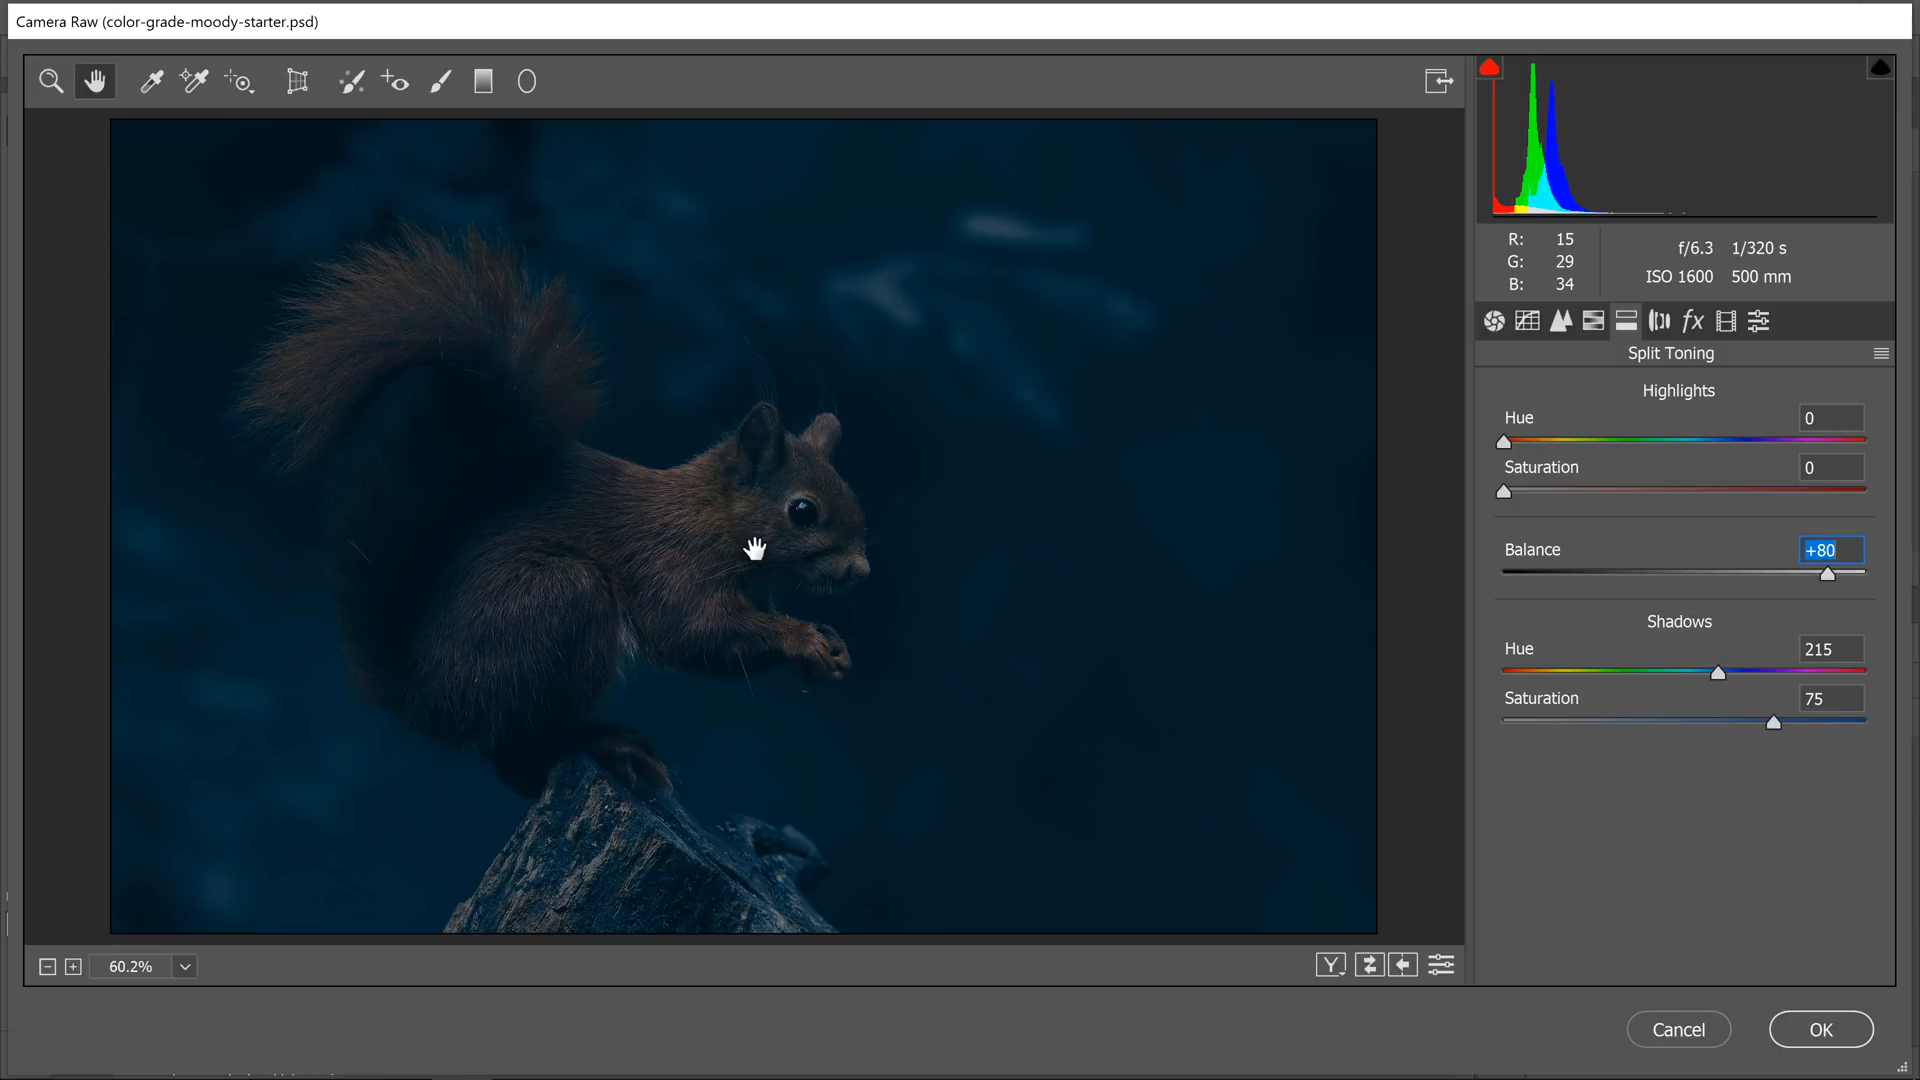 Camera Raw (color-grade-moody-starter.psd)
R: 15
G: 29
B: 34
f/6.3 1/320 s
ISO 1600 500 mm
fx
Split Toning
Highlights
Hue 0
Saturation 0
Balance +80
Shadows
Hue 215
Saturation 75
60.2%
Y
Cancel
OK